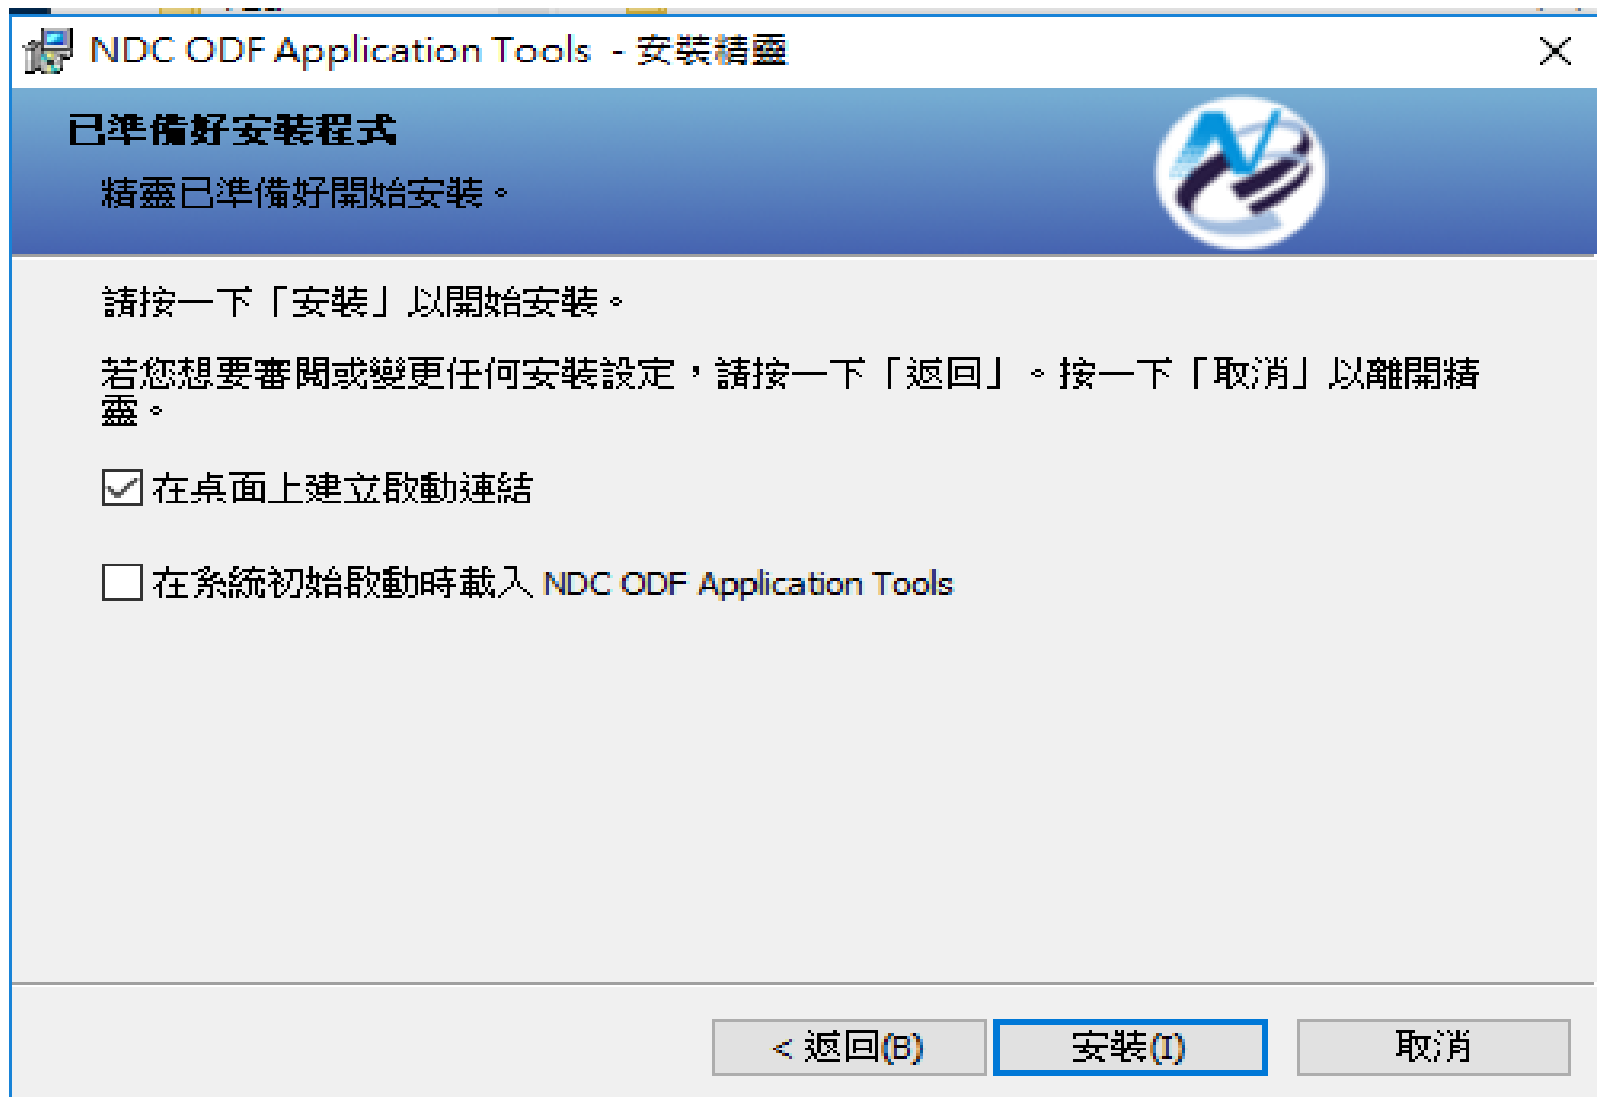 NDC ODF Application Tools - 安裝精靈
已準備好安裝程式
精靈已準備好開始安裝。
請按一下「安裝」以開始安裝。
若您想要審閱或變更任何安裝設定，請按一下「返回」。按一下「取消」以離開精
靈。
在桌面上建立啟動連結
在系統初始啟動時載入 NDC ODF Application Tools
< 返回(B)
安裝(I)
取消